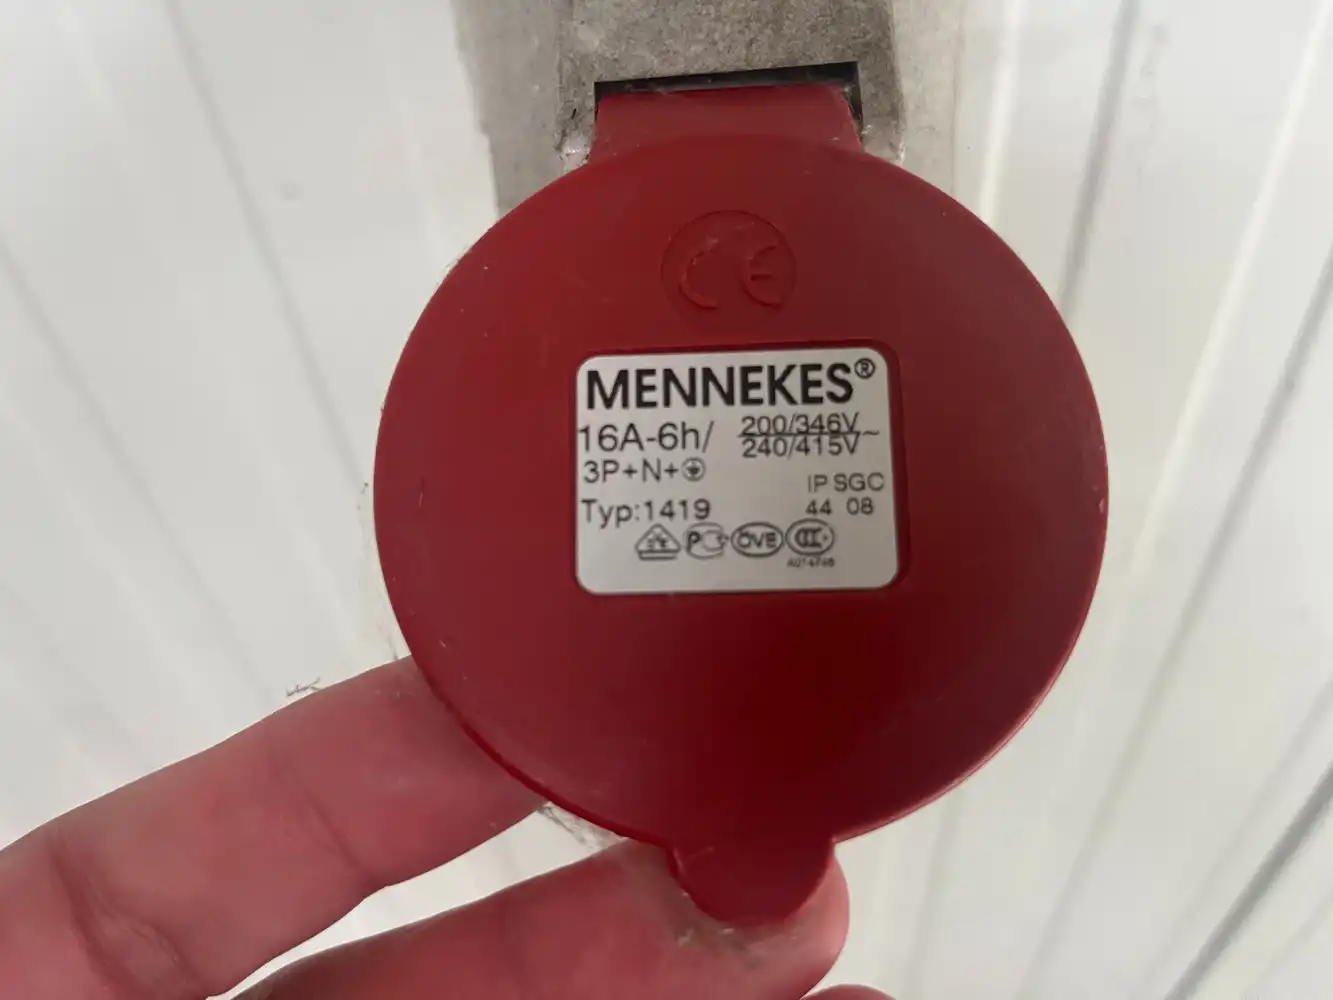 CE
MENNEKES®
16A-6h/ 200/346V
240/415V~
3P+N+⏚
IP SGC
Typ:1419 44 08
ÖVE